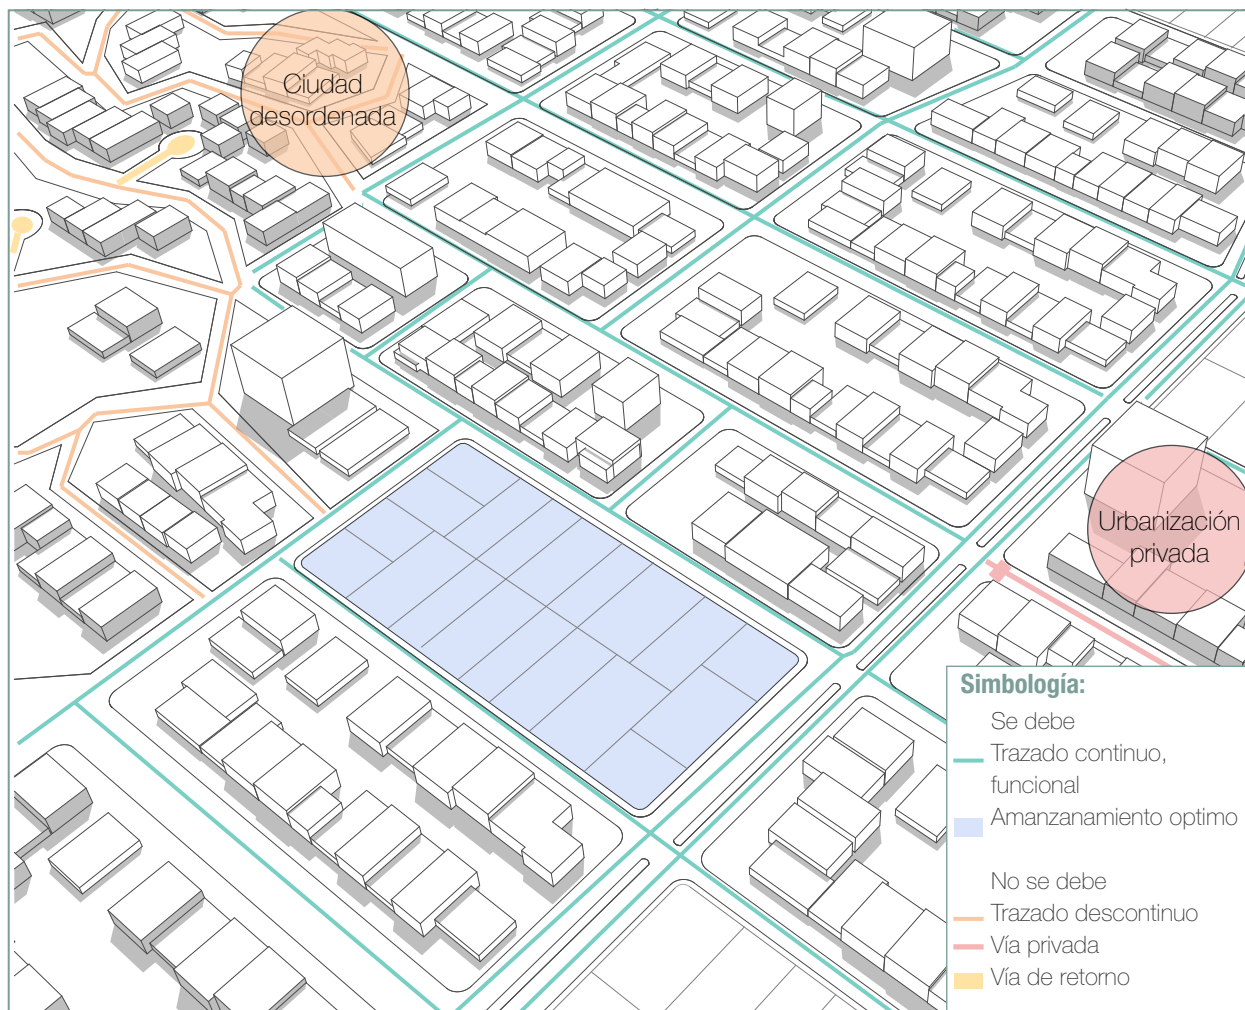 Ciudad
desordenada
Urbanización
privada
Simbología:
Se debe
Trazado continuo,
funcional
Amanzanamiento optimo
No se debe
Trazado descontinuo
Vía privada
Vía de retorno